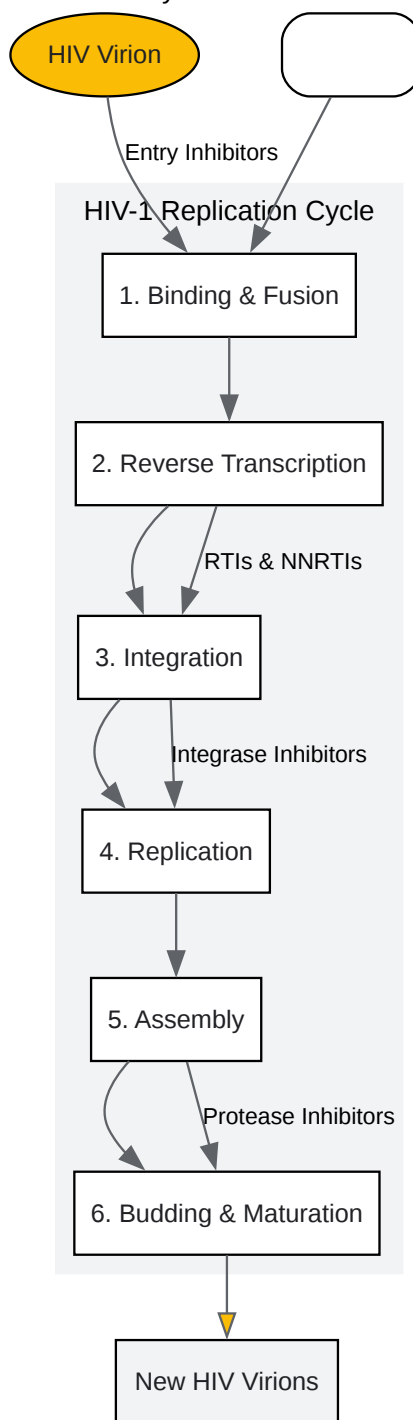 HIV Virion
Entry Inhibitors
HIV-1 Replication Cycle
1. Binding & Fusion
2. Reverse Transcription
RTIs & NNRTIs
3. Integration
Integrase Inhibitors
4. Replication
5. Assembly
Protease Inhibitors
6. Budding & Maturation
New HIV Virions